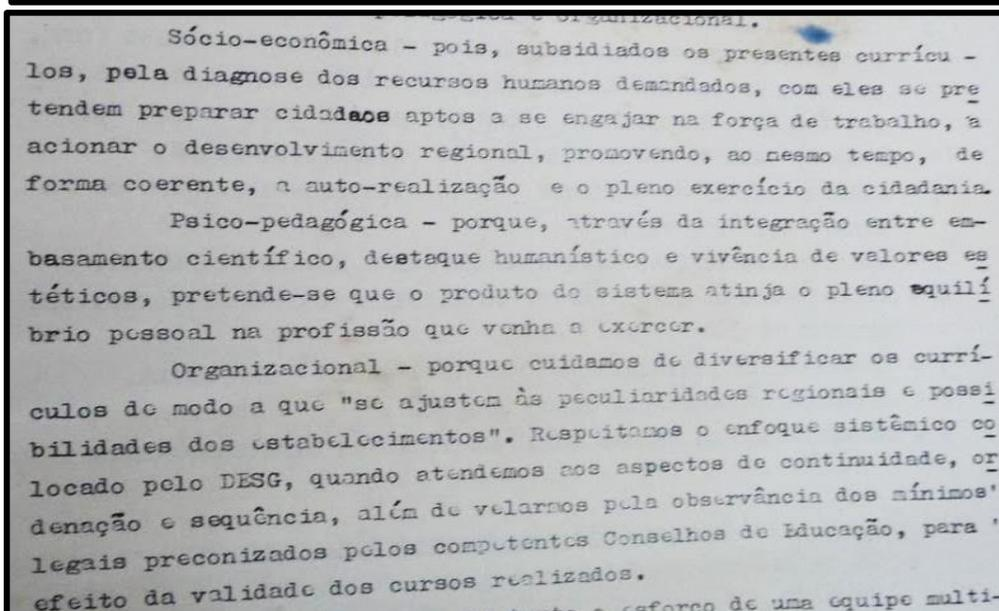 organizacional.
Sócio-econômica - pois, subsidiados os presentes currícu -
los, pela diagnose dos recursos humanos demandados, com eles se pre
tendem preparar cidadaos aptos a se engajar na força de trabalho, a
acionar o desenvolvimento regional, promovendo, ao mesmo tempo, de
forma coerente, a auto-realização e o pleno exercício da cidadania.
Psico-pedagógica - porque, através da integração entre em-
basamento científico, destaque humanístico e vivência de valores es
téticos, pretende-se que o produto do sistema atinja o pleno equilí
brio pessoal na profissão que venha a exercer.
Organizacional - porque cuidamos de diversificar os currí-
culos de modo a que "se ajustem às peculiaridades regionais e possi
bilidades dos estabelecimentos". Respeitamos o enfoque sistêmico co
locado pelo DESG, quando atendemos aos aspectos de continuidade, or
denação e sequência, além de velarmos pela observância dos mínimos'
legais preconizados pelos competentes Conselhos de Educação, para '
efeito da validade dos cursos realizados.
esforço de uma equipe multi-